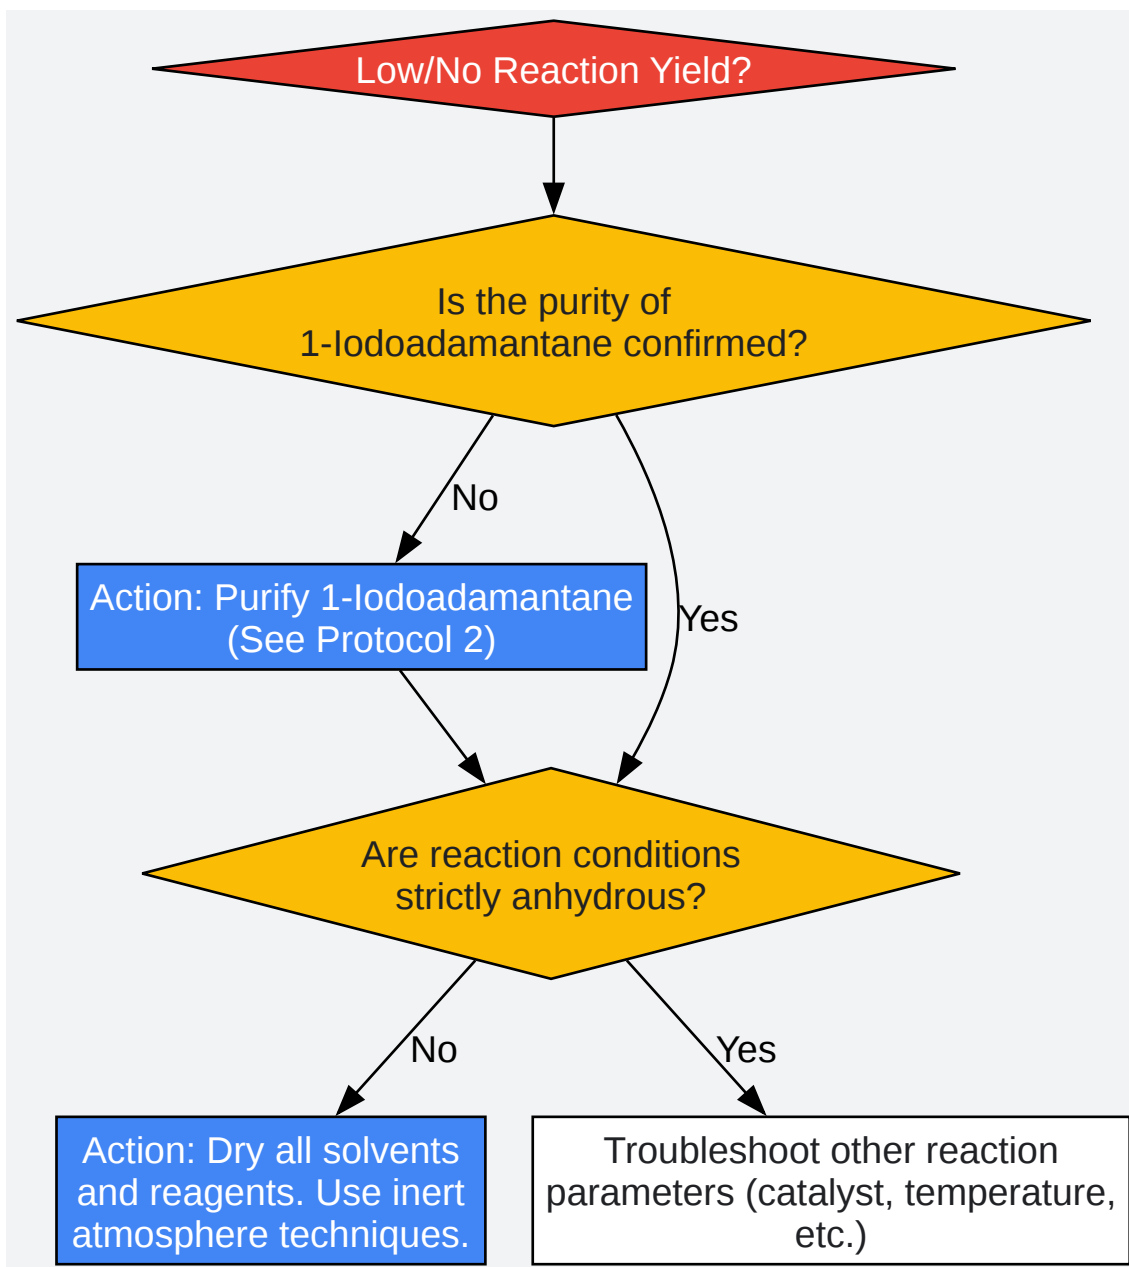 Low/No Reaction Yield?
Is the purity of
1-Iodoadamantane confirmed?
No
Action: Purify 1-Iodoadamantane
(See Protocol 2)
Yes
Are reaction conditions
strictly anhydrous?
No
Yes
Action: Dry all solvents
and reagents. Use inert
atmosphere techniques.
Troubleshoot other reaction
parameters (catalyst, temperature,
etc.)